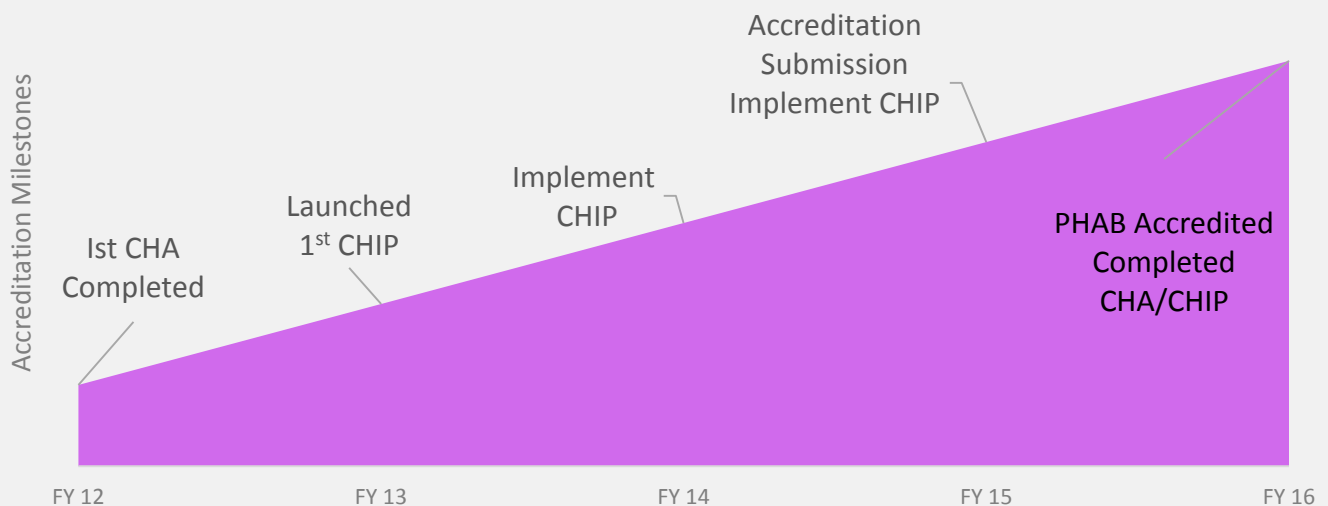 Accreditation Milestones
Ist CHA
Completed
Launched
1st CHIP
Implement
CHIP
Accreditation
Submission
Implement CHIP
PHAB Accredited
Completed
CHA/CHIP
FY 12
FY 13
FY 14
FY 15
FY 16